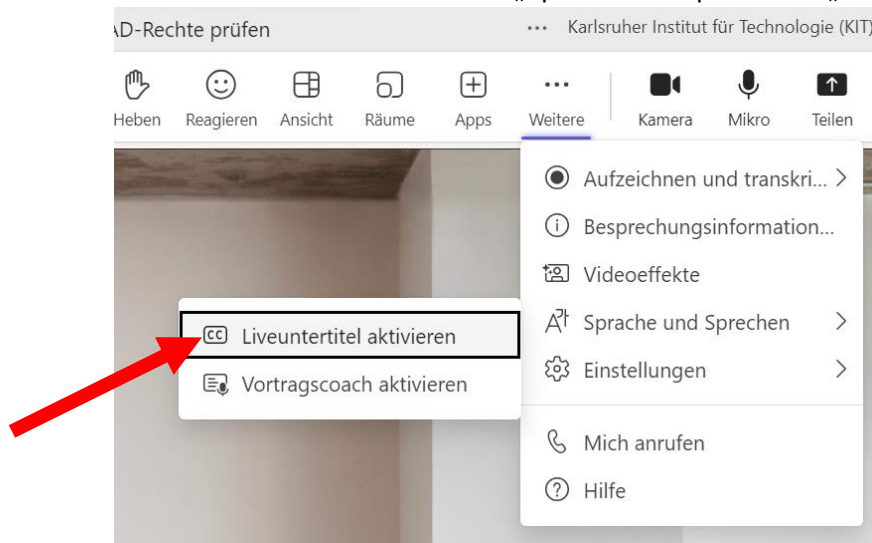 AD-Rechte prüfen ... Karlsruher Institut für Technologie (KIT)
Heben Reagieren Ansicht Räume Apps Weitere Kamera Mikro Teilen
Aufzeichnen und transkri...
Besprechungsinformation...
Videoeffekte
Sprache und Sprechen
Einstellungen
Mich anrufen
Hilfe
CC Liveuntertitel aktivieren
Vortragscoach aktivieren